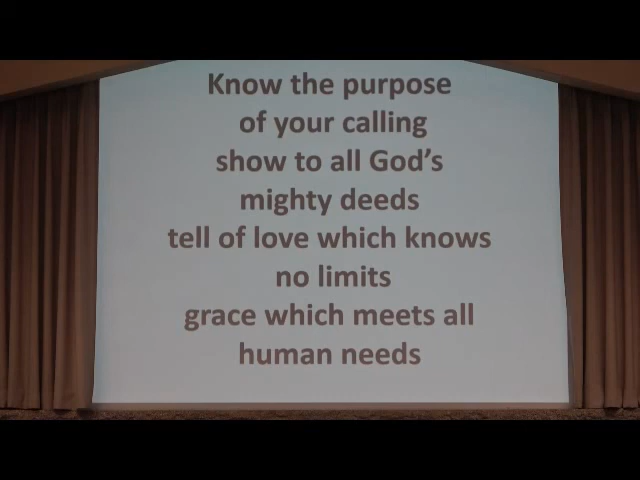 Know the purpose
of your calling
show to all God's
mighty deeds
tell of love which knows
no limits
grace which meets all
human needs